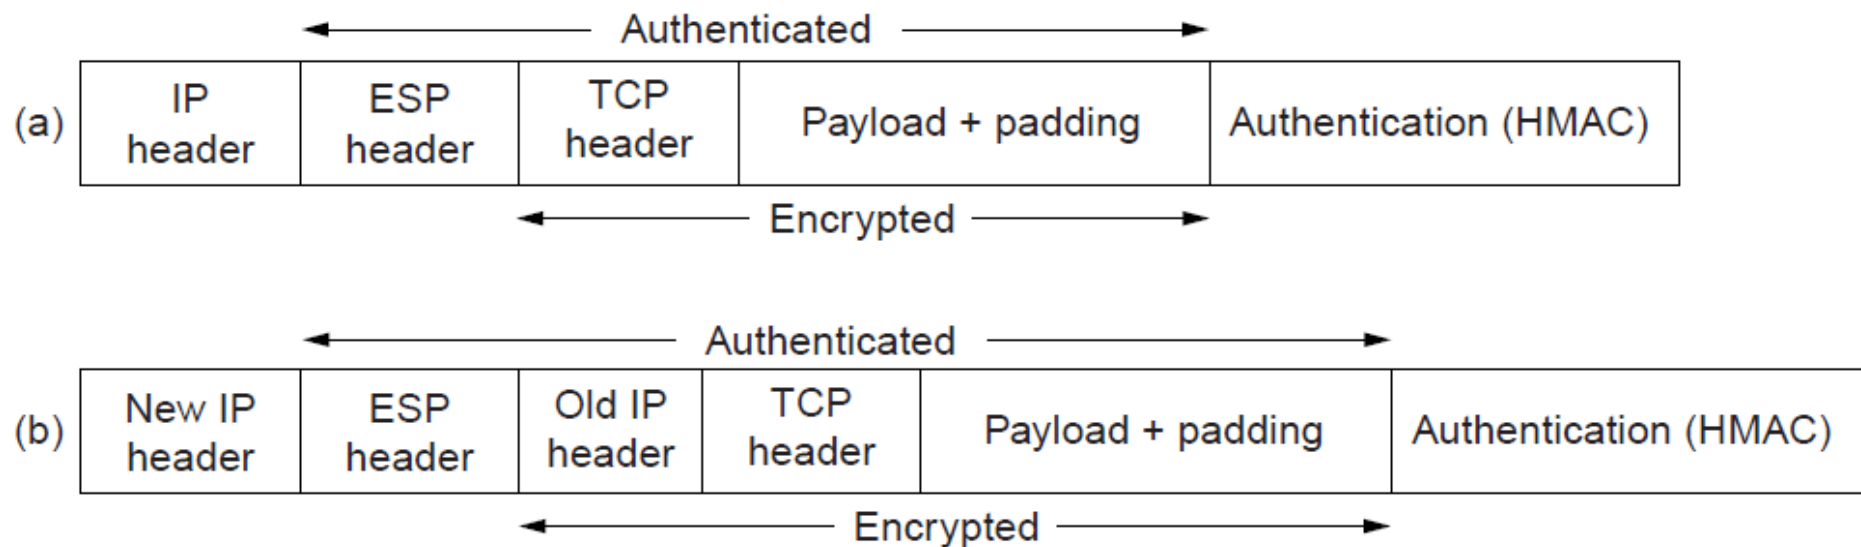 Authenticated
(a)
IP
header
ESP
header
TCP
header
Payload + padding
Authentication (HMAC)
Encrypted
Authenticated
(b)
New IP
header
ESP
header
Old IP
header
TCP
header
Payload + padding
Authentication (HMAC)
Encrypted